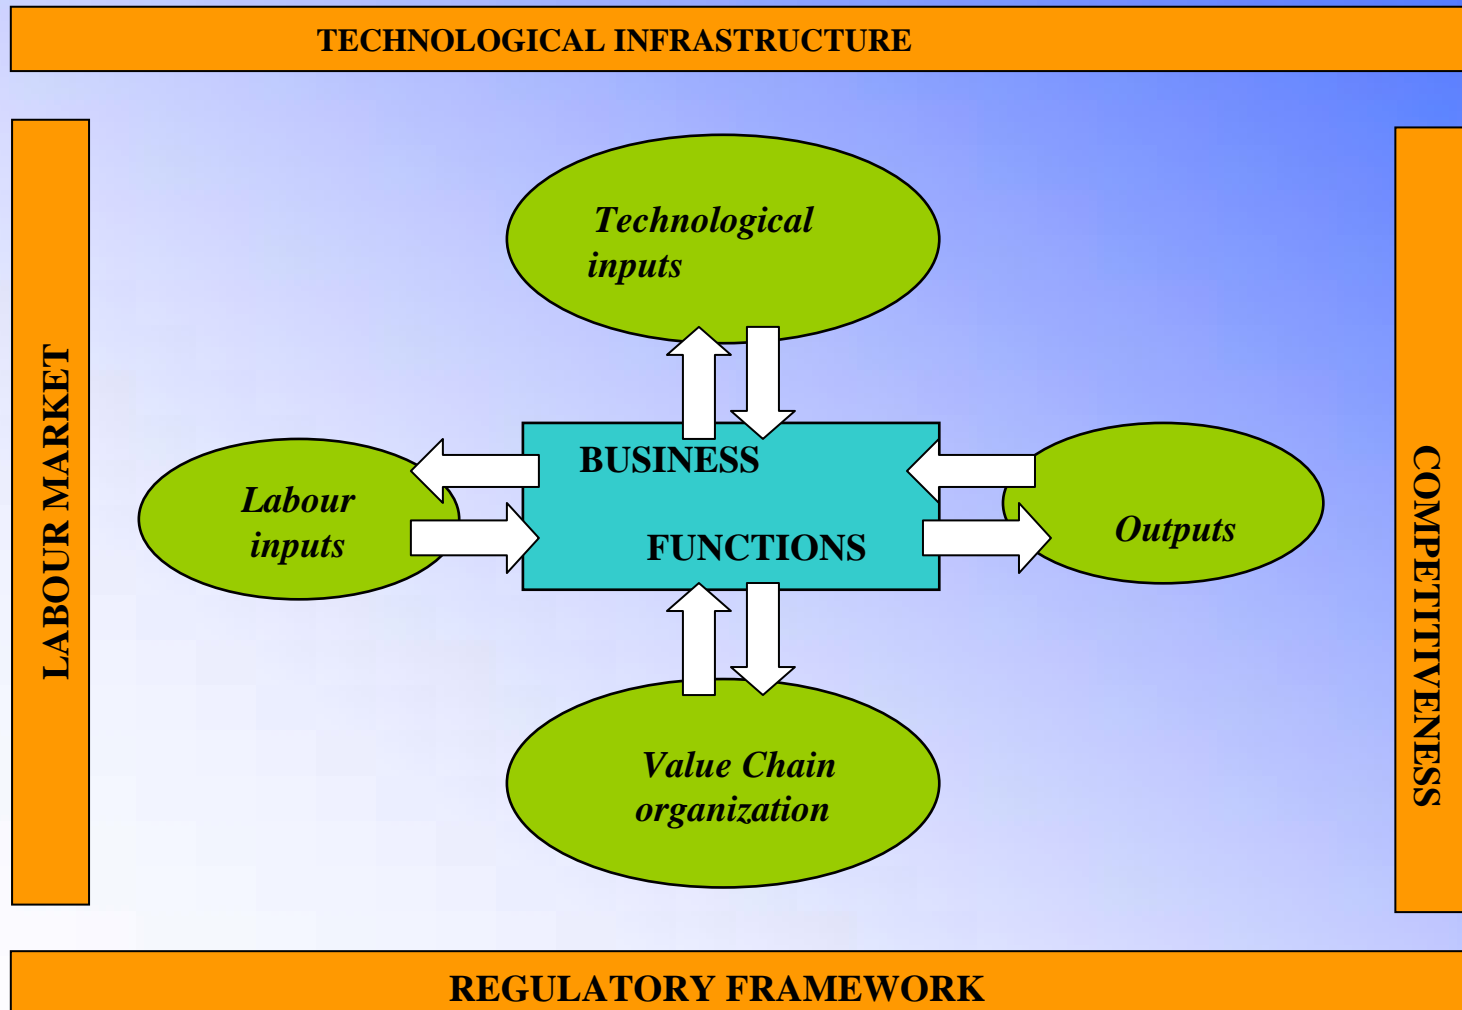 TECHNOLOGICAL INFRASTRUCTURE
Technological
inputs
LABOUR MARKET
Labour
inputs
BUSINESS
FUNCTIONS
Outputs
COMPETITIVENESS
Value Chain
organization
REGULATORY FRAMEWORK